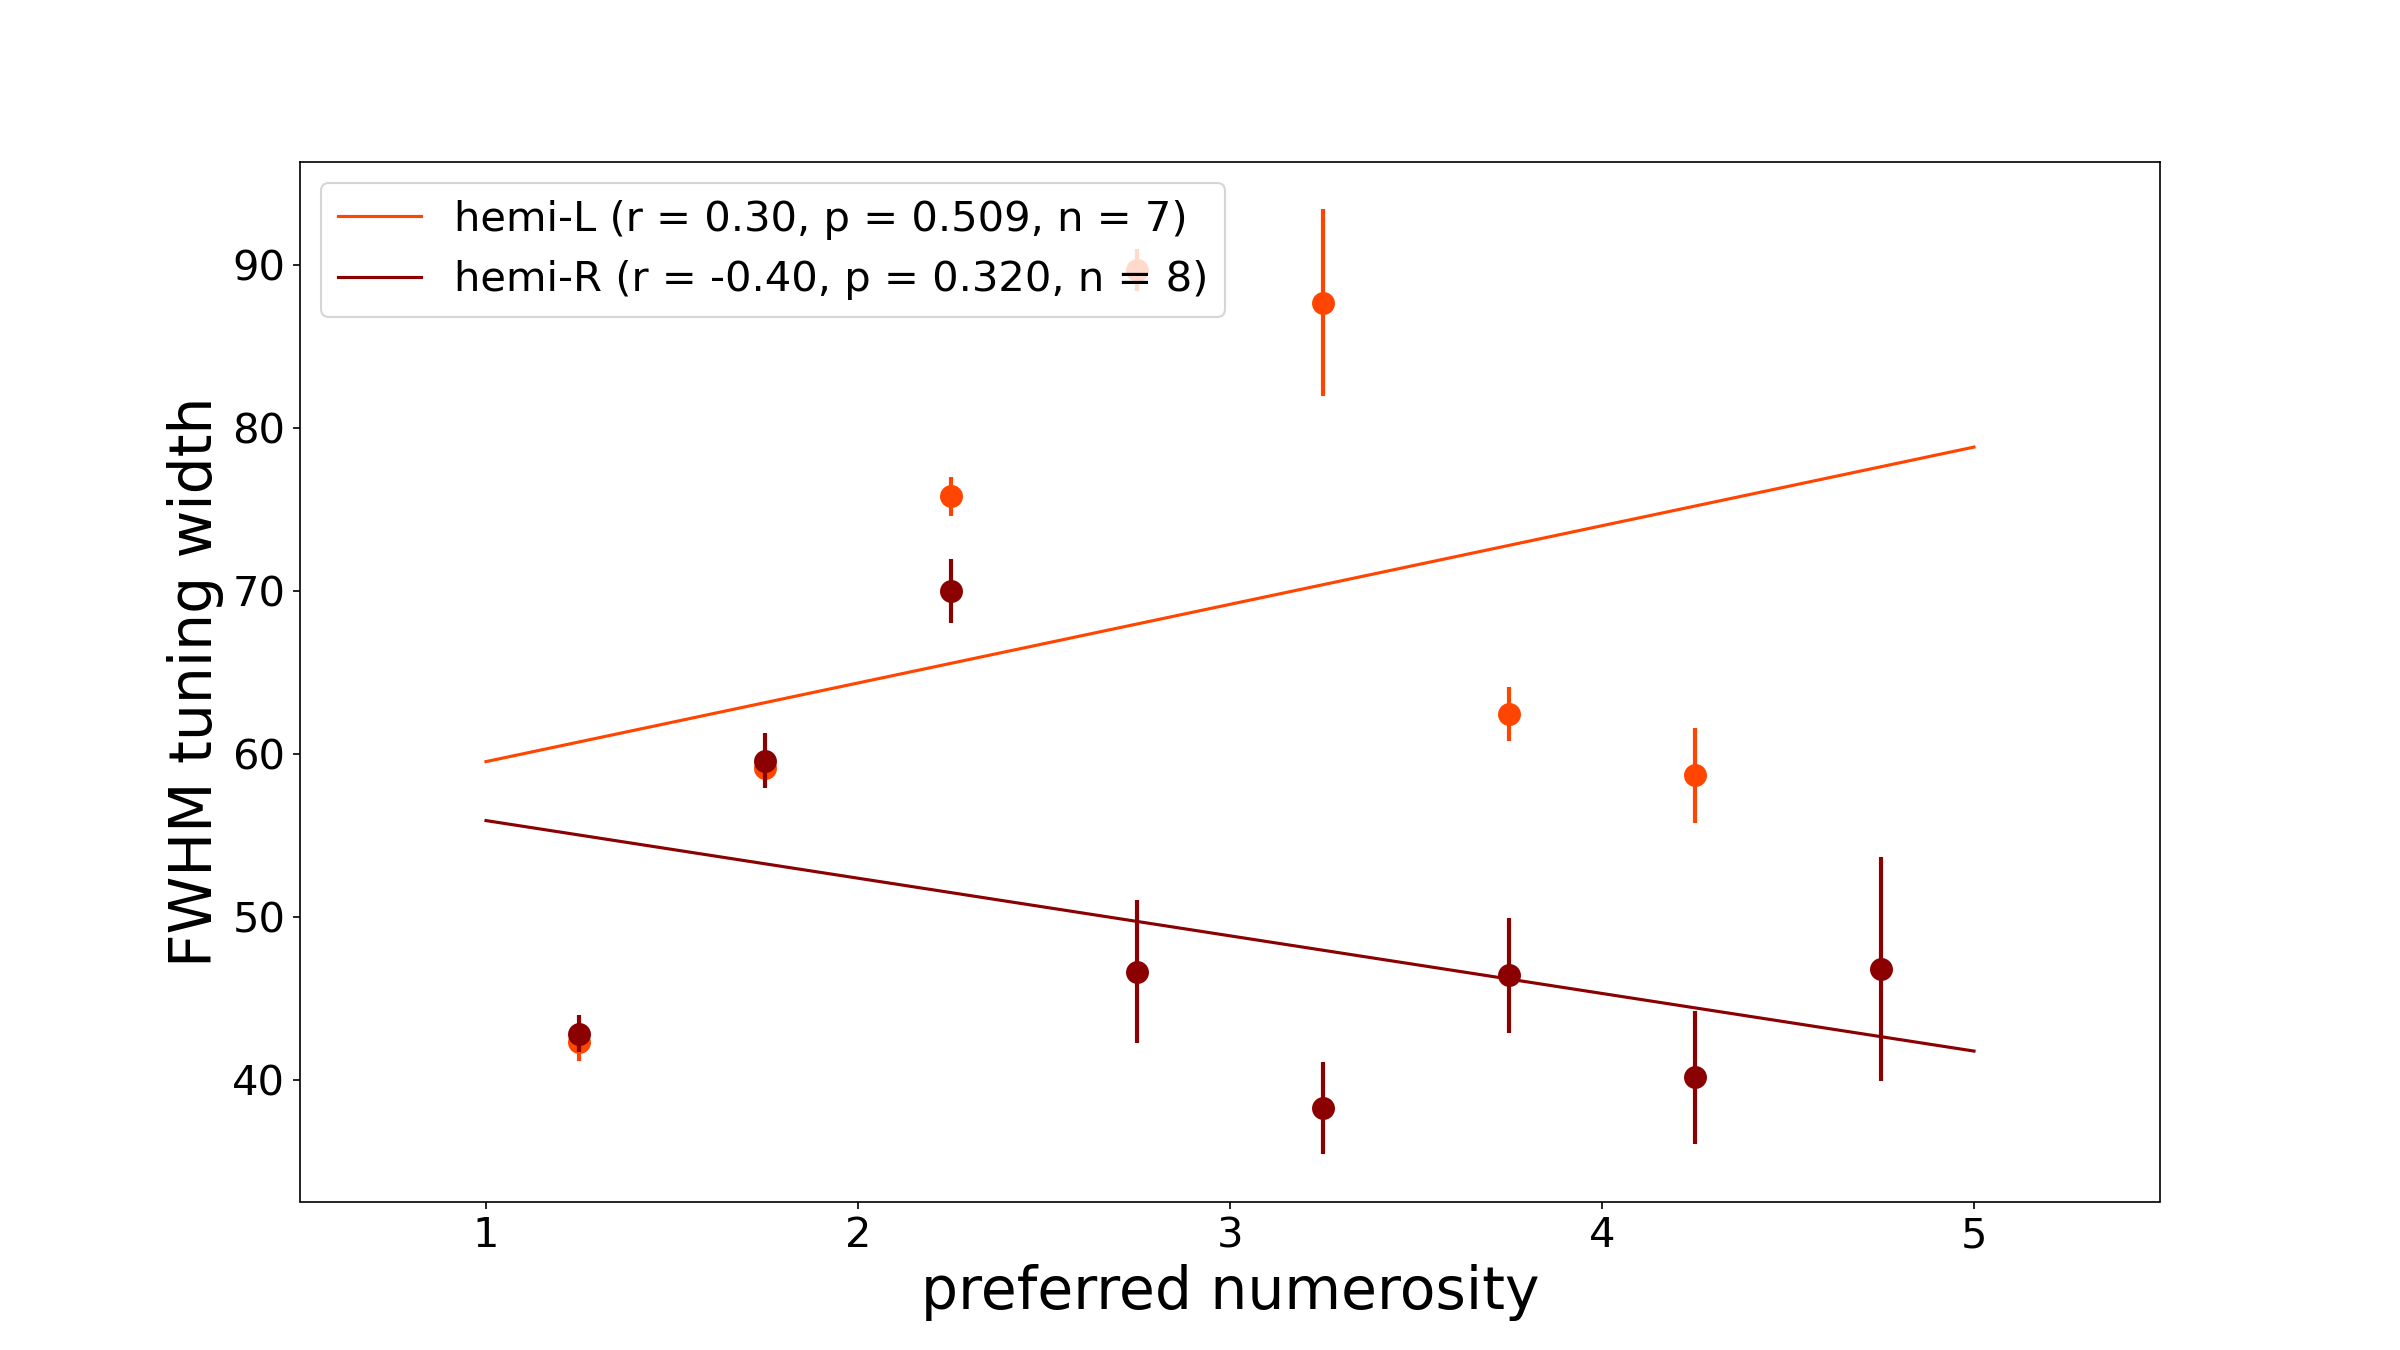 hemi-L (r = 0.30, p = 0.509, n = 7)
hemi-R (r = -0.40, p = 0.320, n = 8)
FWHM tuning width
90
80
70
60
50
40
1 2 3 4 5
preferred numerosity